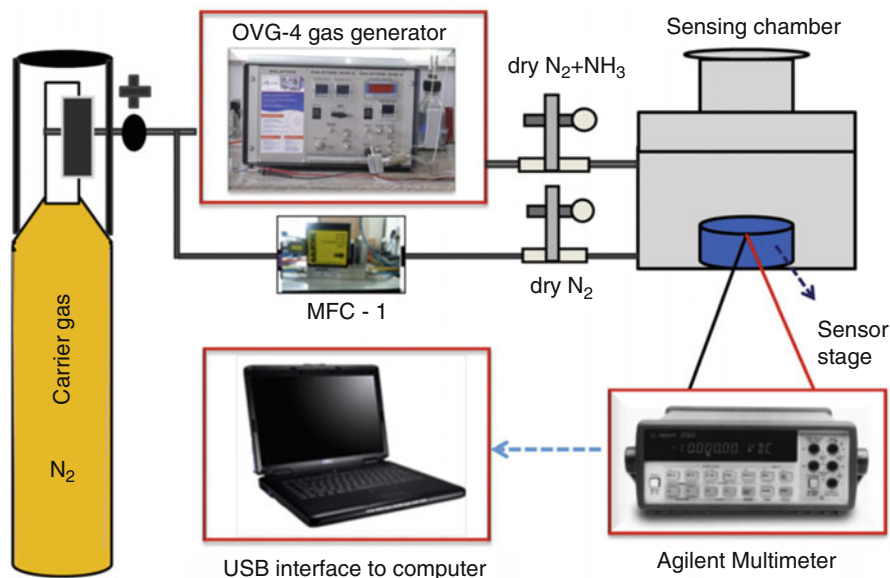 OVG-4 gas generator
Sensing chamber
dry N₂+NH₃
dry N₂
MFC - 1
Carrier gas
N₂
Sensor
stage
Agilent
USB interface to computer
Agilent Multimeter